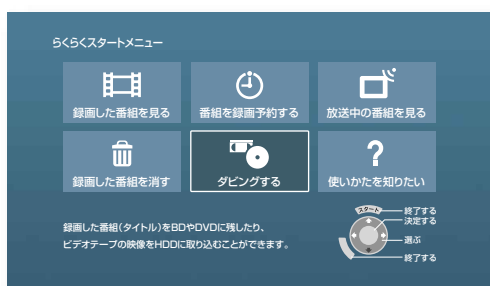 らくらくスタートメニュー
録画した番組を見る
番組を録画予約する
放送中の番組を見る
録画した番組を消す
ダビングする
使いかたを知りたい
録画した番組(タイトル)をBDやDVDに残したり、
ビデオテープの映像をHDDに取り込むことができます。
スタート
終了する
決定する
選ぶ
終了する